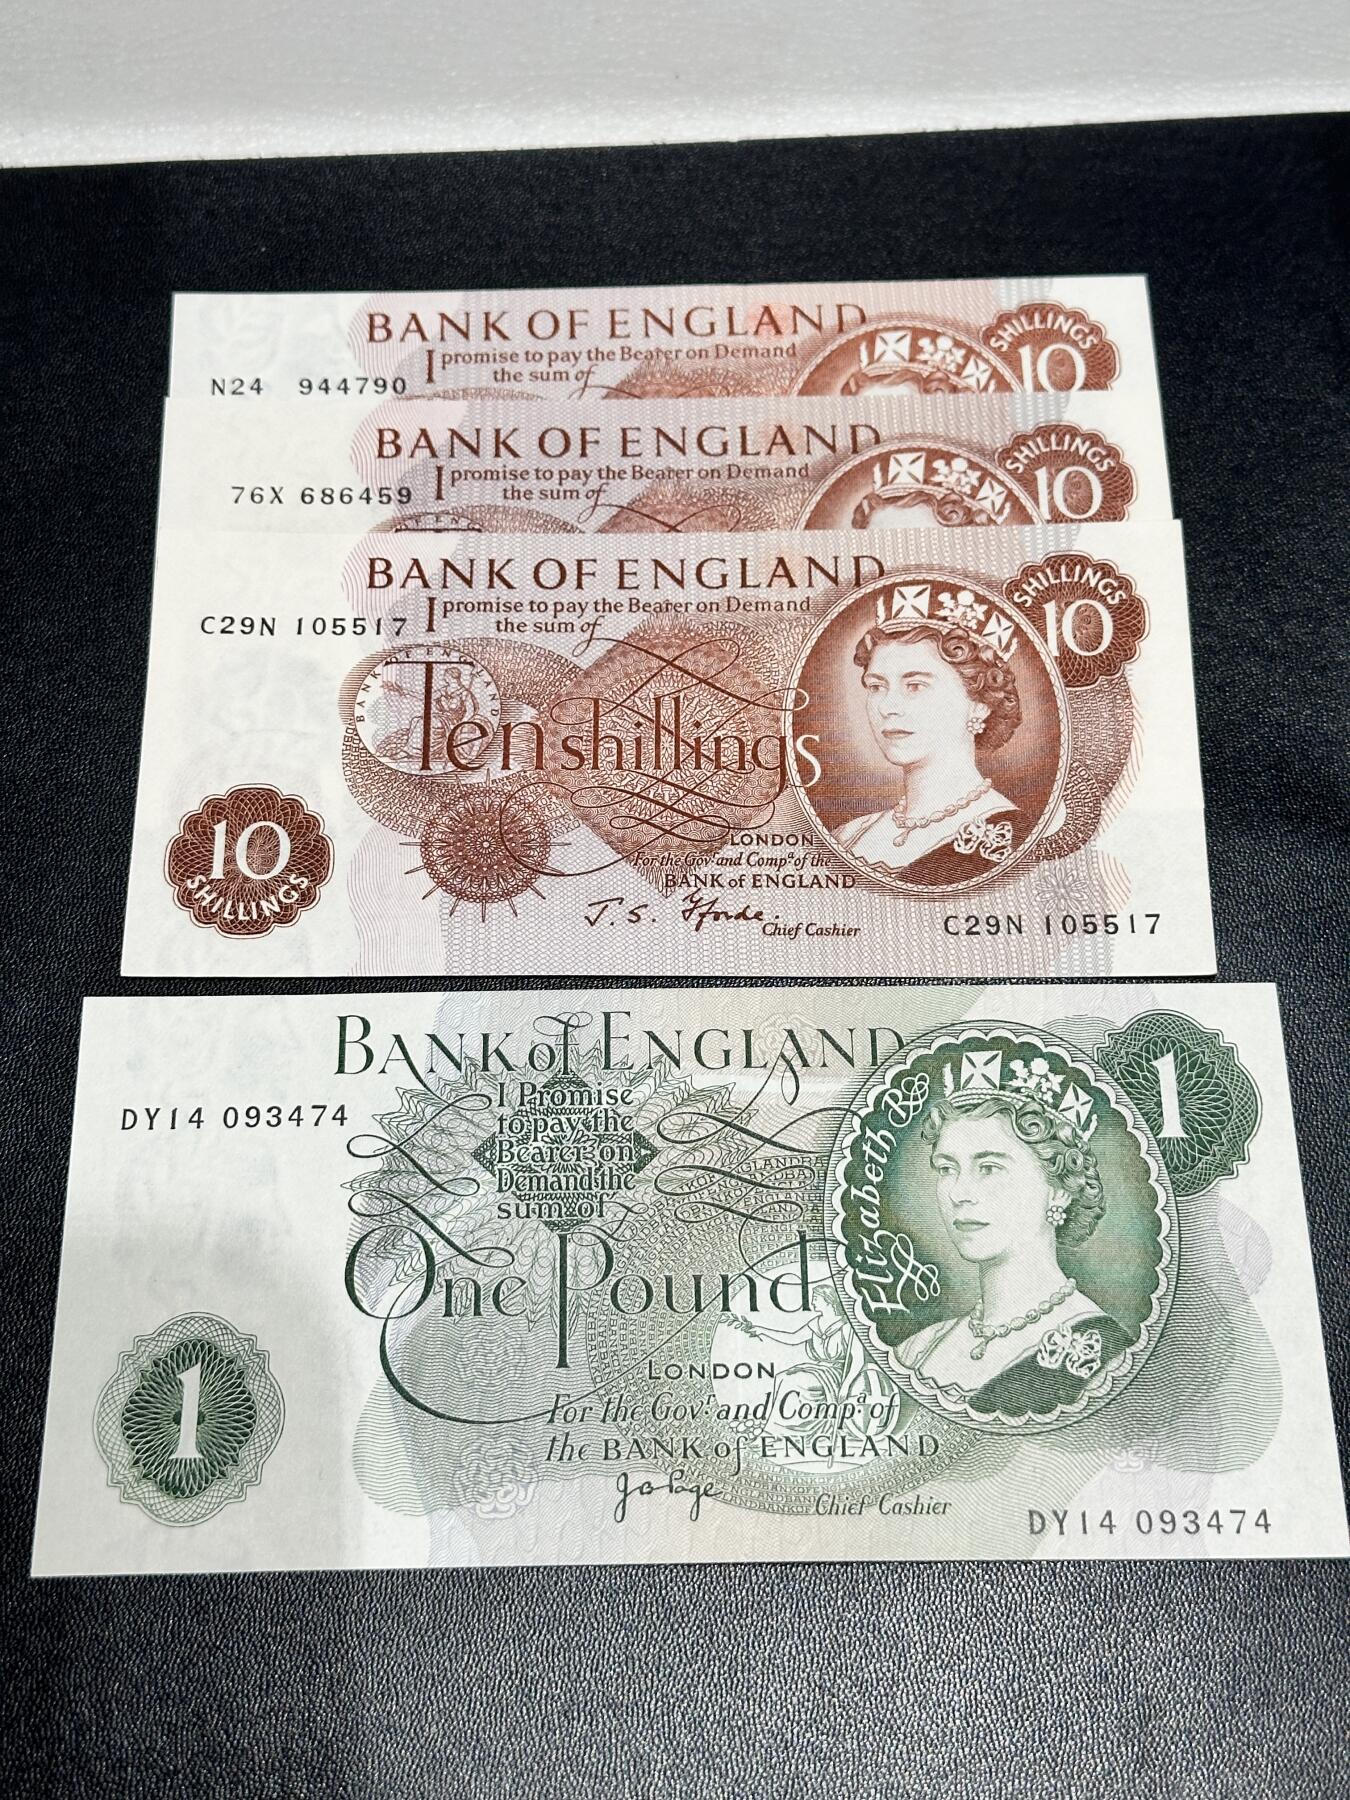 BANK OF ENGLAND
I promise to pay the Bearer on Demand
the sum of
SHILLINGS
10
N24 944790
BANK OF ENGLAND
I promise to pay the Bearer on Demand
the sum of
SHILLINGS
10
76X 686459
BANK OF ENGLAND
I promise to pay the Bearer on Demand
the sum of
SHILLINGS
10
C29N 105517
BANK OF ENGLAND
Ten shillings
10
SHILLINGS
LONDON
For the Govr. and Compa. of the
BANK of ENGLAND
J. S. Fforde.
Chief Cashier
C29N 105517
BANK of ENGLAND
DY14 093474
I Promise
to pay the
Bearer on
Demand the
sum of
One Pound
Elizabeth R
1
1
LONDON
For the Govr. and Compa. of
the BANK of ENGLAND
J B Page
Chief Cashier
DY14 093474